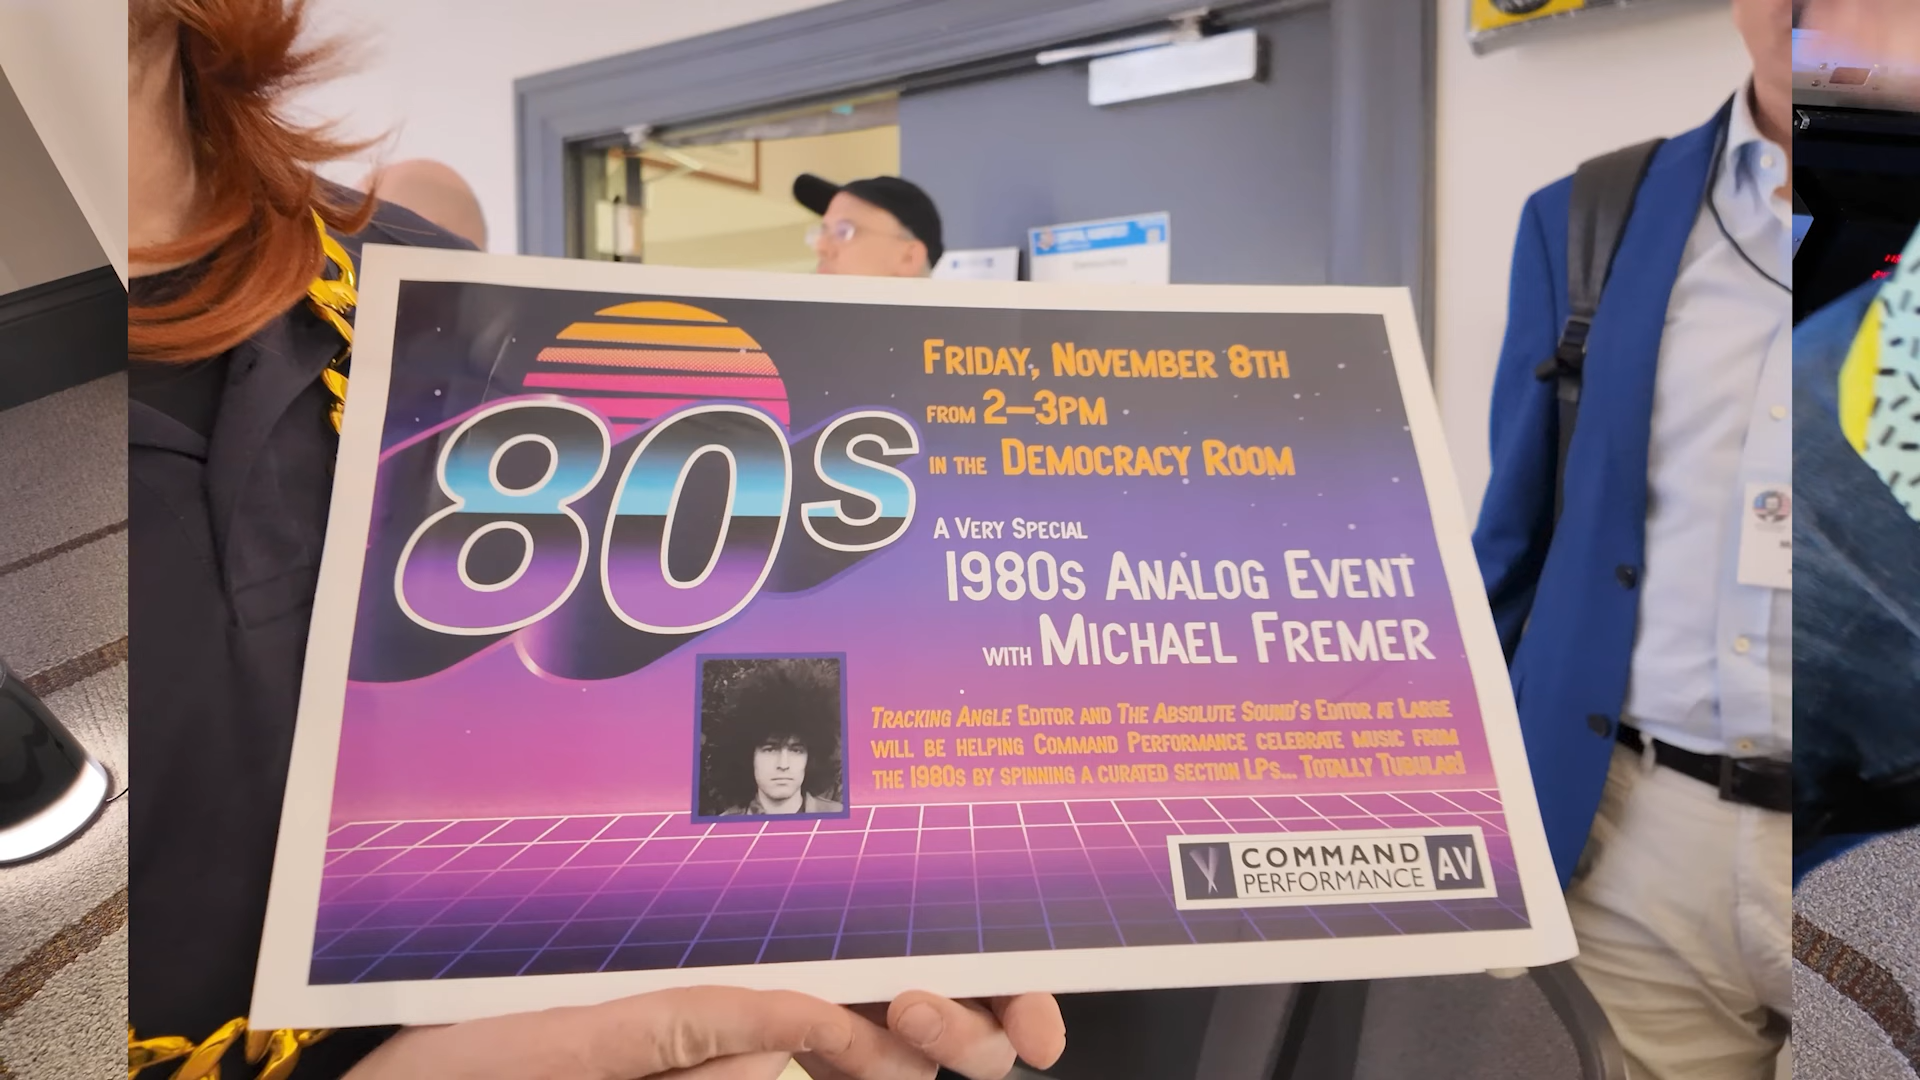 80s
FRIDAY, NOVEMBER 8TH
FROM 2–3PM
IN THE DEMOCRACY ROOM
A VERY SPECIAL
1980S ANALOG EVENT
WITH MICHAEL FREMER
TRACKING ANGLE EDITOR AND THE ABSOLUTE SOUND'S EDITOR AT LARGE
WILL BE HELPING COMMAND PERFORMANCE CELEBRATE MUSIC FROM
THE 1980S BY SPINNING A CURATED SECTION LPS... TOTALLY TUBULAR!
COMMAND
PERFORMANCE
AV